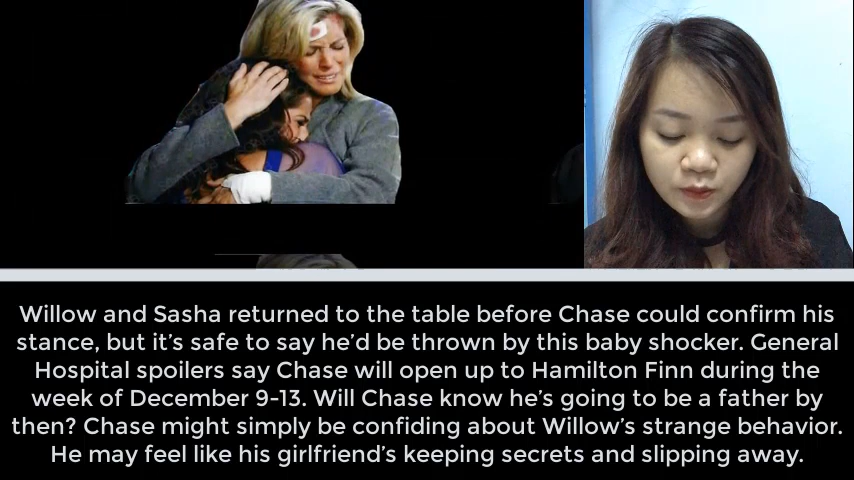 Willow and Sasha returned to the table before Chase could confirm his
stance, but it's safe to say he'd be thrown by this baby shocker. General
Hospital spoilers say Chase will open up to Hamilton Finn during the
week of December 9-13. Will Chase know he's going to be a father by
then? Chase might simply be confiding about Willow's strange behavior.
He may feel like his girlfriend's keeping secrets and slipping away.